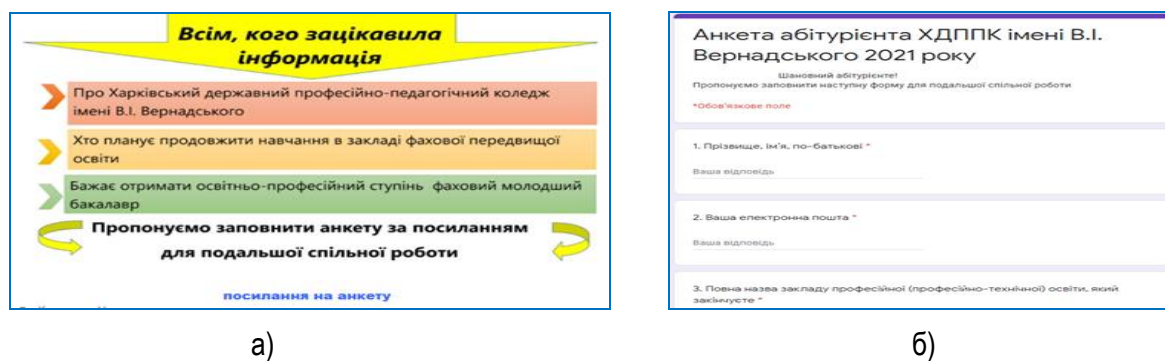 Всім, кого зацікавила
інформація
Про Харківський державний професійно-педагогічний коледж
імені В.І. Вернадського
Хто планує продовжити навчання в закладі фахової передвищої
освіти
Бажає отримати освітньо-професійний ступінь фаховий молодший
бакалавр
Пропонуємо заповнити анкету за посиланням
для подальшої спільної роботи
посилання на анкету
а)
Анкета абітурієнта ХДППК імені В.І.
Вернадського 2021 року
Шановний абітурієнте!
Пропонуємо заповнити наступну форму для подальшої спільної роботи
*Обов'язкове поле
1. Прізвище, ім'я, по-батькові *
Ваша відповідь
2. Ваша електронна пошта *
Ваша відповідь
3. Повна назва закладу професійної (професійно-технічної) освіти, який
закінчуєте *
б)